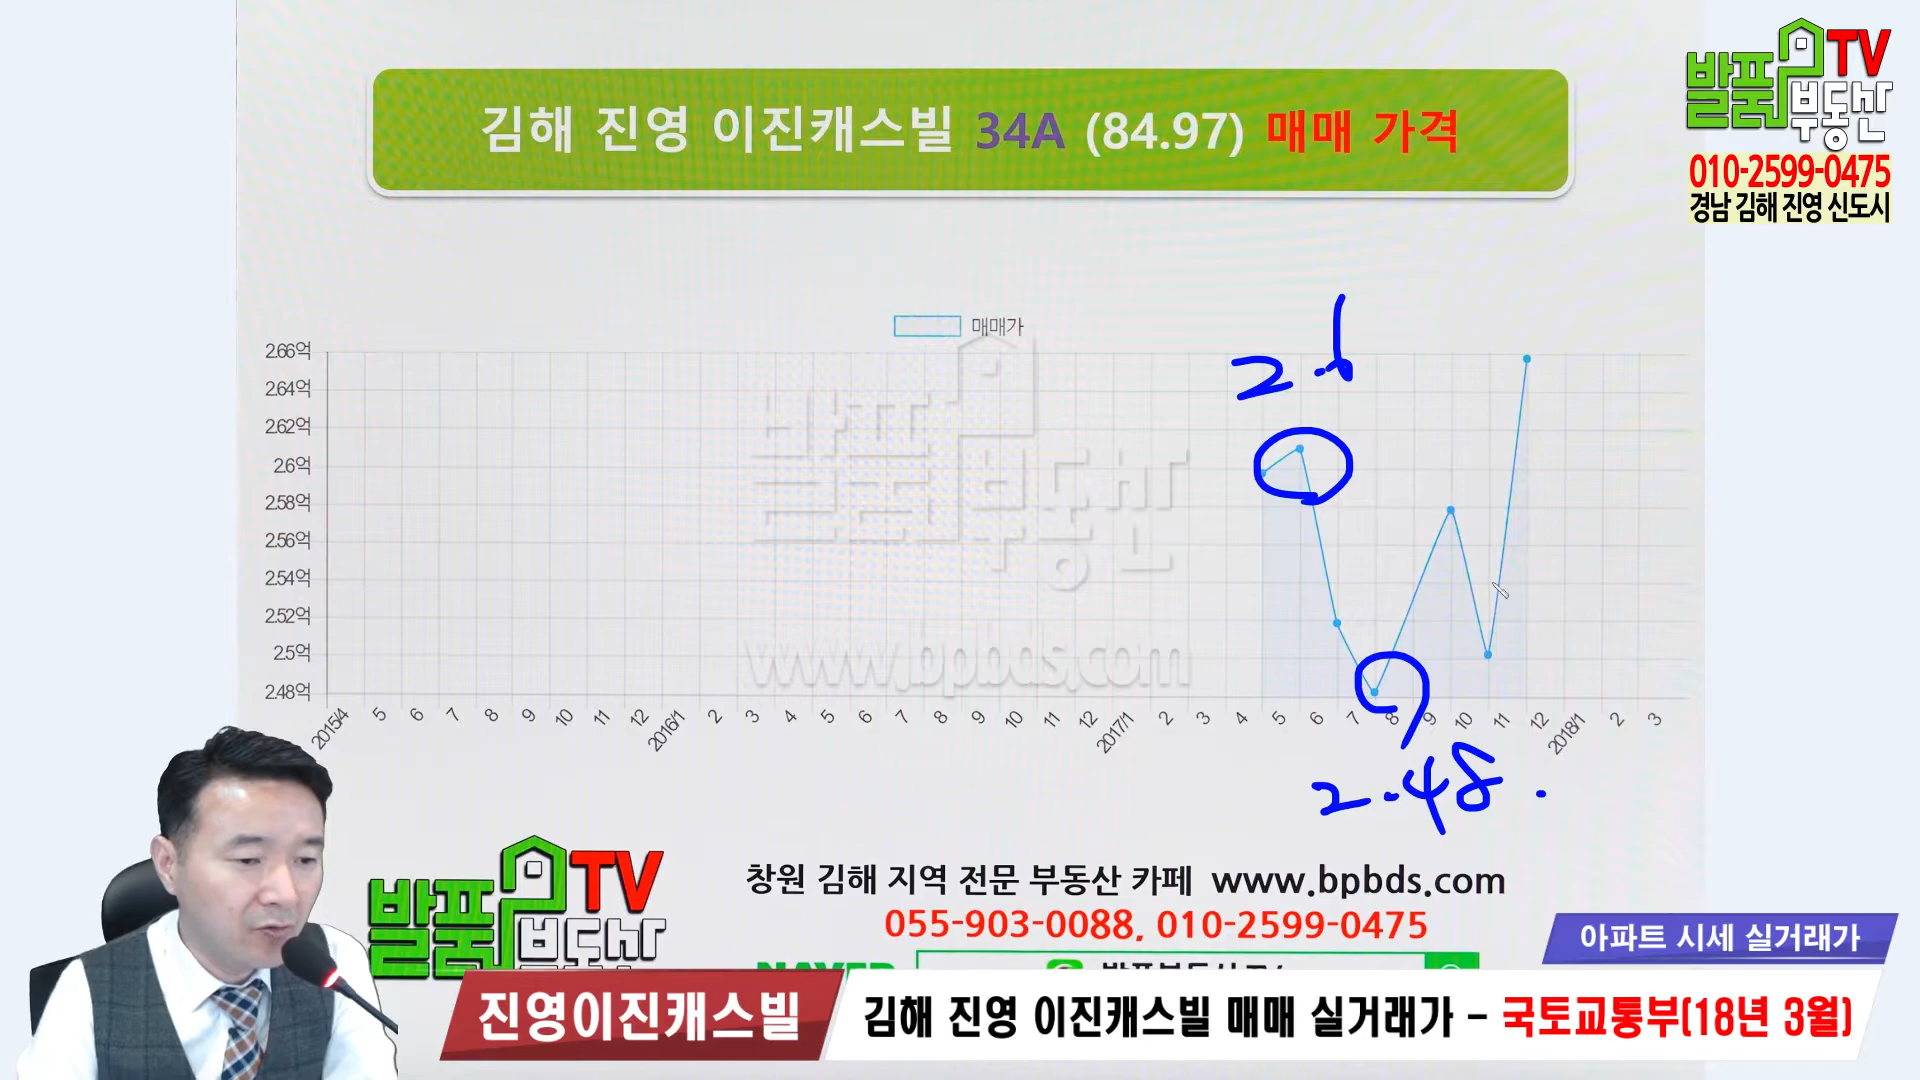 김해 진영 이진캐스빌 34A (84.97) 매매 가격
발품부동산TV
010-2599-0475
경남 김해 진영 신도시
매매가
2.66억
2.64억
2.62억
2.6억
2.58억
2.56억
2.54억
2.52억
2.5억
2.48억
2015/4 5 6 7 8 9 10 11 12 2016/1 2 3 4 5 6 7 8 9 10 11 12 2017/1 2 3 4 5 6 7 8 9 10 11 12 2018/1 2 3
2.6
2.48.
발품부동산
www.bpbds.com
발품부동산TV
창원 김해 지역 전문 부동산 카페 www.bpbds.com
055-903-0088, 010-2599-0475
NAVER
아파트 시세 실거래가
진영이진캐스빌
김해 진영 이진캐스빌 매매 실거래가 - 국토교통부(18년 3월)